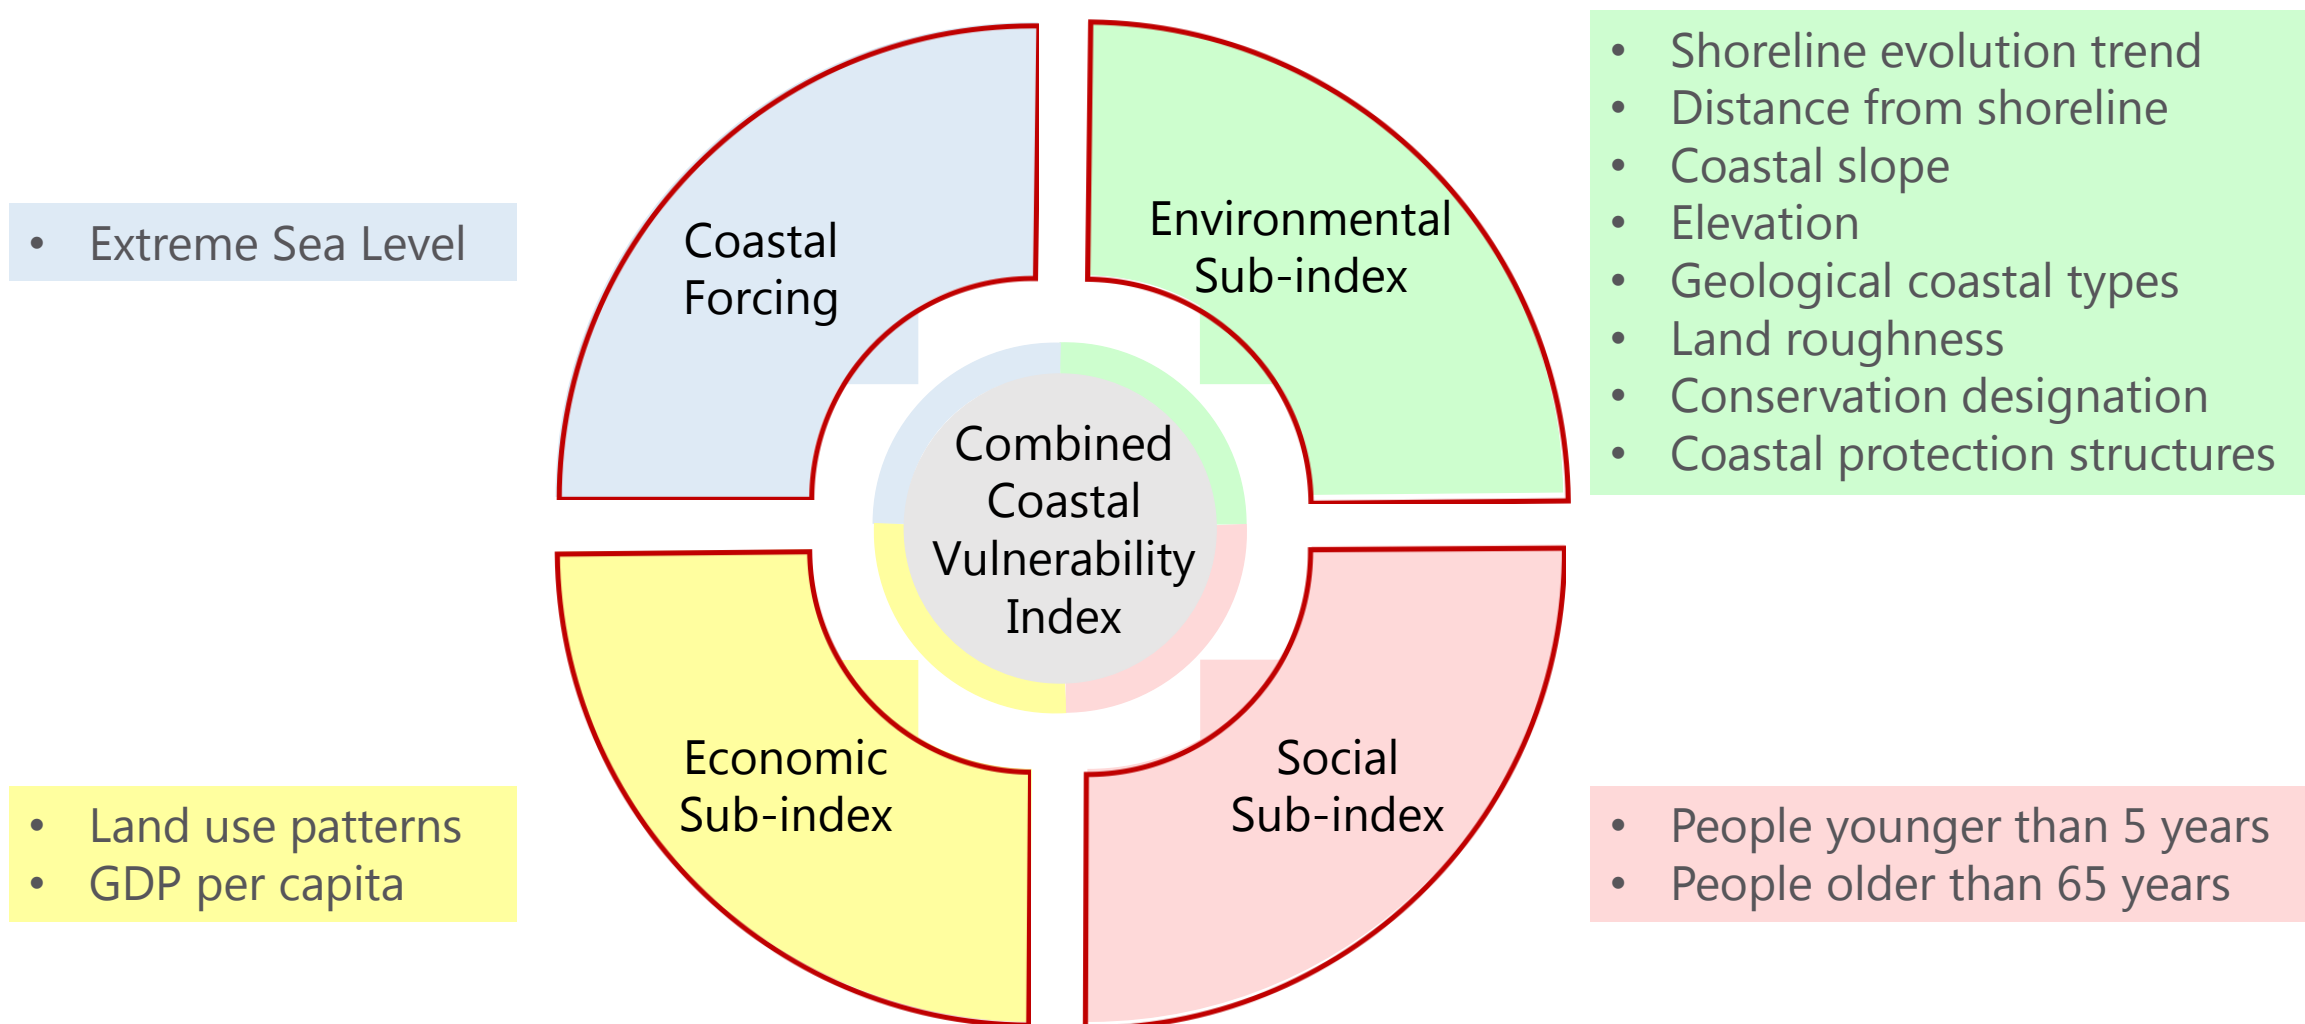 • Extreme Sea Level
Coastal
Forcing
Environmental
Sub-index
• Shoreline evolution trend
• Distance from shoreline
• Coastal slope
• Elevation
• Geological coastal types
• Land roughness
• Conservation designation
• Coastal protection structures
Combined
Coastal
Vulnerability
Index
• Land use patterns
• GDP per capita
Economic
Sub-index
Social
Sub-index
• People younger than 5 years
• People older than 65 years